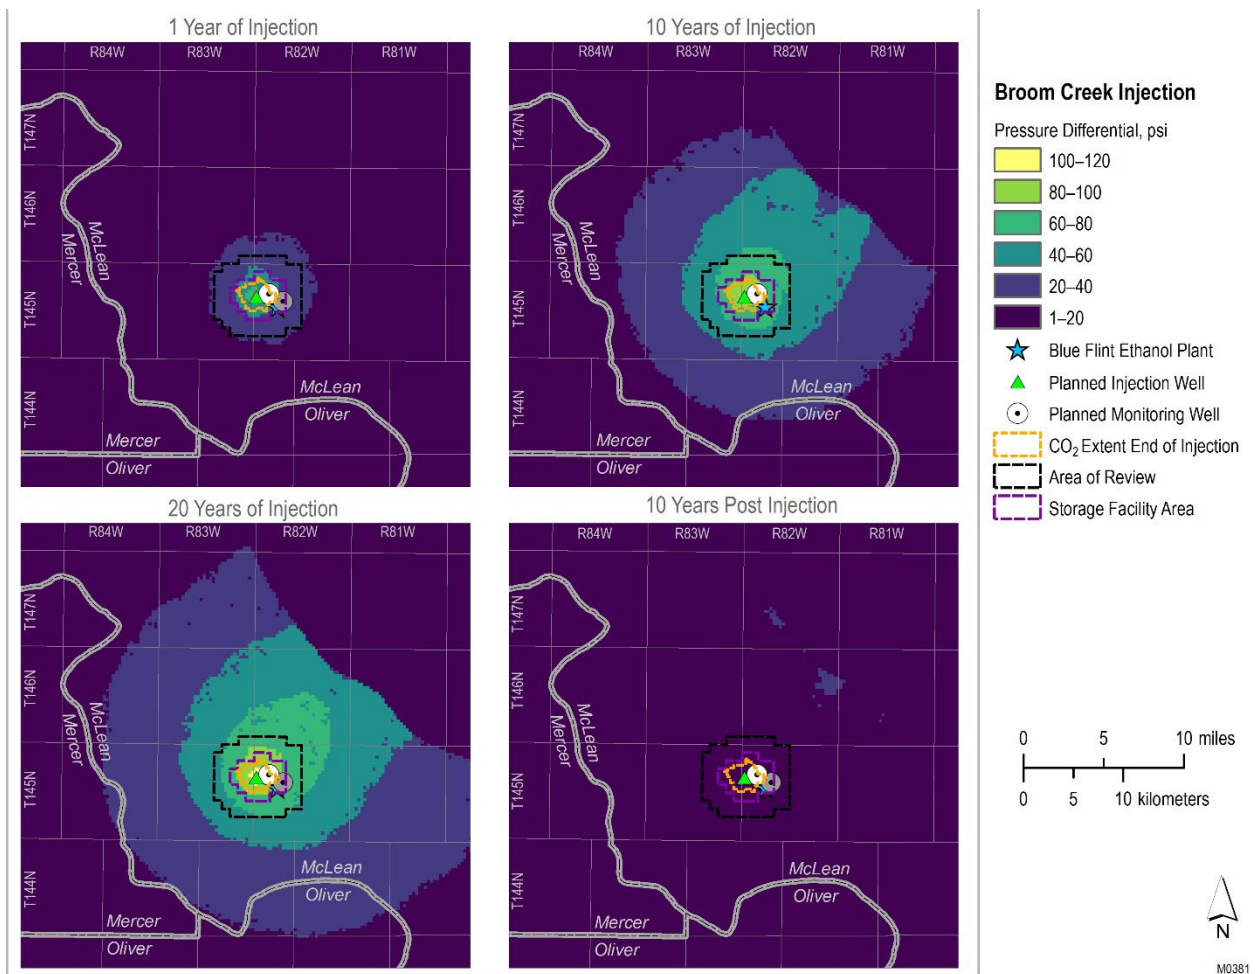 1 Year of Injection
R84W R83W R82W R81W
T147N
T146N
T145N
T144N
McLean
Mercer
McLean
Oliver
Mercer
Oliver
10 Years of Injection
R84W R83W R82W R81W
T147N
T146N
T145N
T144N
McLean
Mercer
McLean
Oliver
Mercer
Oliver
20 Years of Injection
R84W R83W R82W R81W
T147N
T146N
T145N
T144N
McLean
Mercer
McLean
Oliver
Mercer
Oliver
10 Years Post Injection
R84W R83W R82W R81W
T147N
T146N
T145N
T144N
McLean
Mercer
McLean
Oliver
Mercer
Oliver
Broom Creek Injection
Pressure Differential, psi
100–120
80–100
60–80
40–60
20–40
1–20
Blue Flint Ethanol Plant
Planned Injection Well
Planned Monitoring Well
CO₂ Extent End of Injection
Area of Review
Storage Facility Area
0 5 10 miles
0 5 10 kilometers
N
M0381